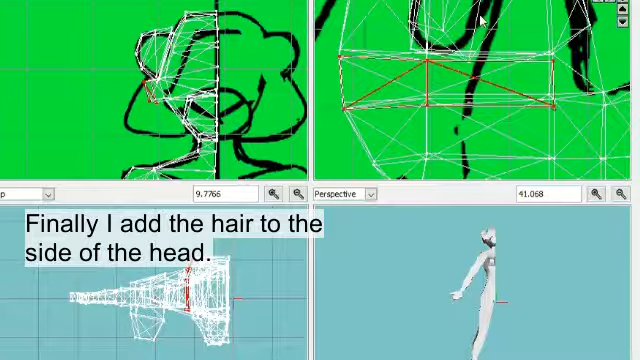 p 9.7766 Perspective 41.068
Finally I add the hair to the
side of the head.